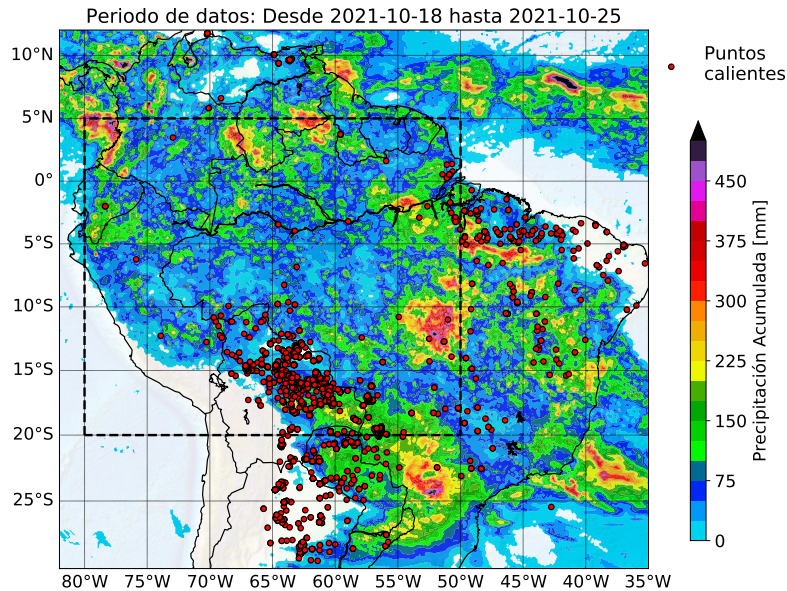 Periodo de datos: Desde 2021-10-18 hasta 2021-10-25
Puntos
calientes
10°N
5°N
0°
5°S
10°S
15°S
20°S
25°S
80°W 75°W 70°W 65°W 60°W 55°W 50°W 45°W 40°W 35°W
450
375
300
225
150
75
0
Precipitación Acumulada [mm]